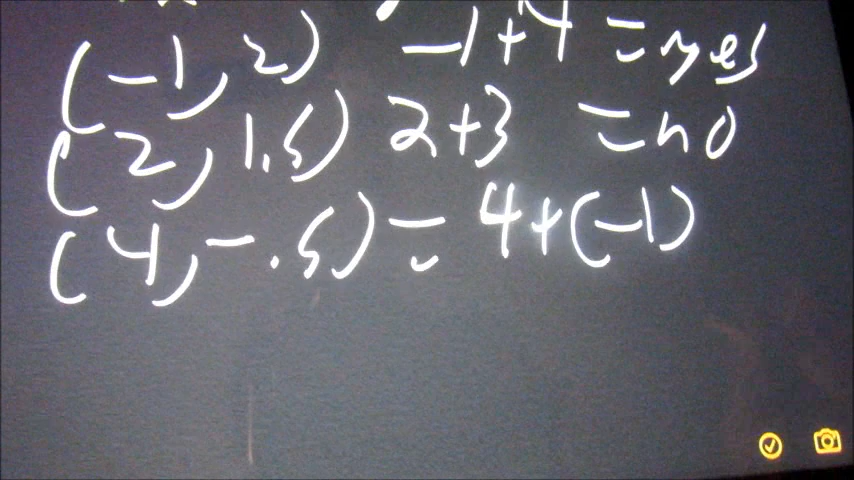 (-1, 2) -1+4 = yes
(2, 1.5) 2+3 = no
(4, -.5) = 4+(-1)